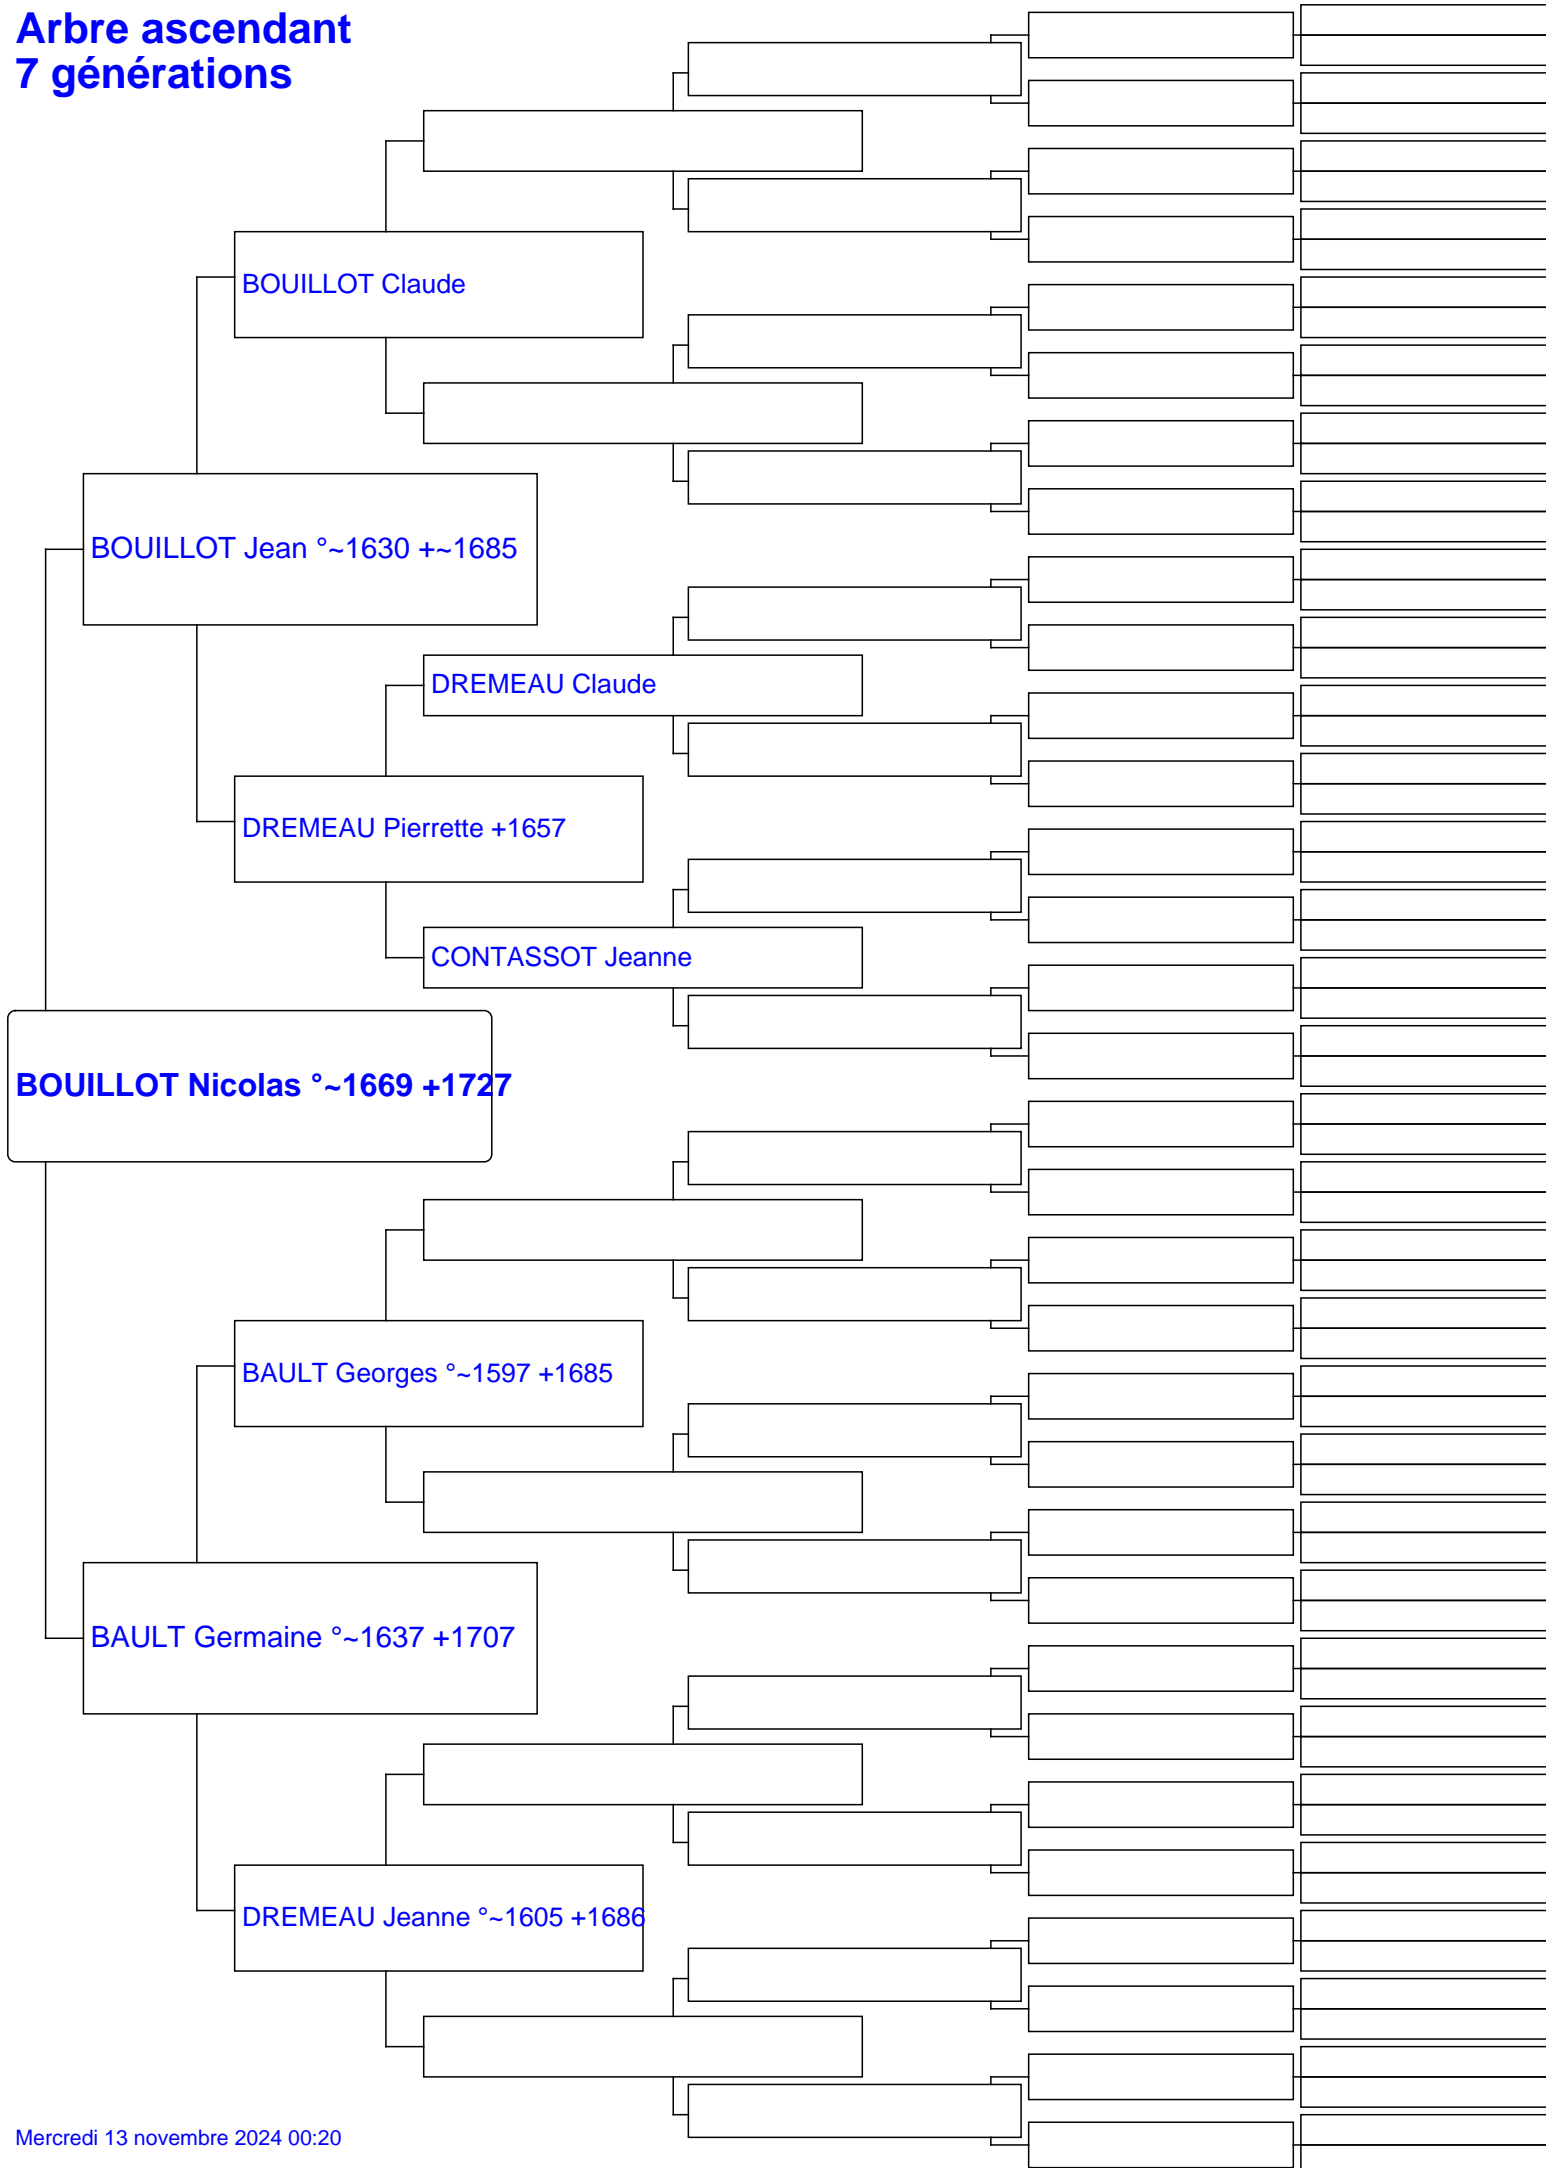 Arbre ascendant
7 générations
BOUILLOT Claude
BOUILLOT Jean °~1630 +~1685
DREMEAU Claude
DREMEAU Pierrette +1657
CONTASSOT Jeanne
BOUILLOT Nicolas °~1669 +1727
BAULT Georges °~1597 +1685
BAULT Germaine °~1637 +1707
DREMEAU Jeanne °~1605 +1686
Mercredi 13 novembre 2024 00:20